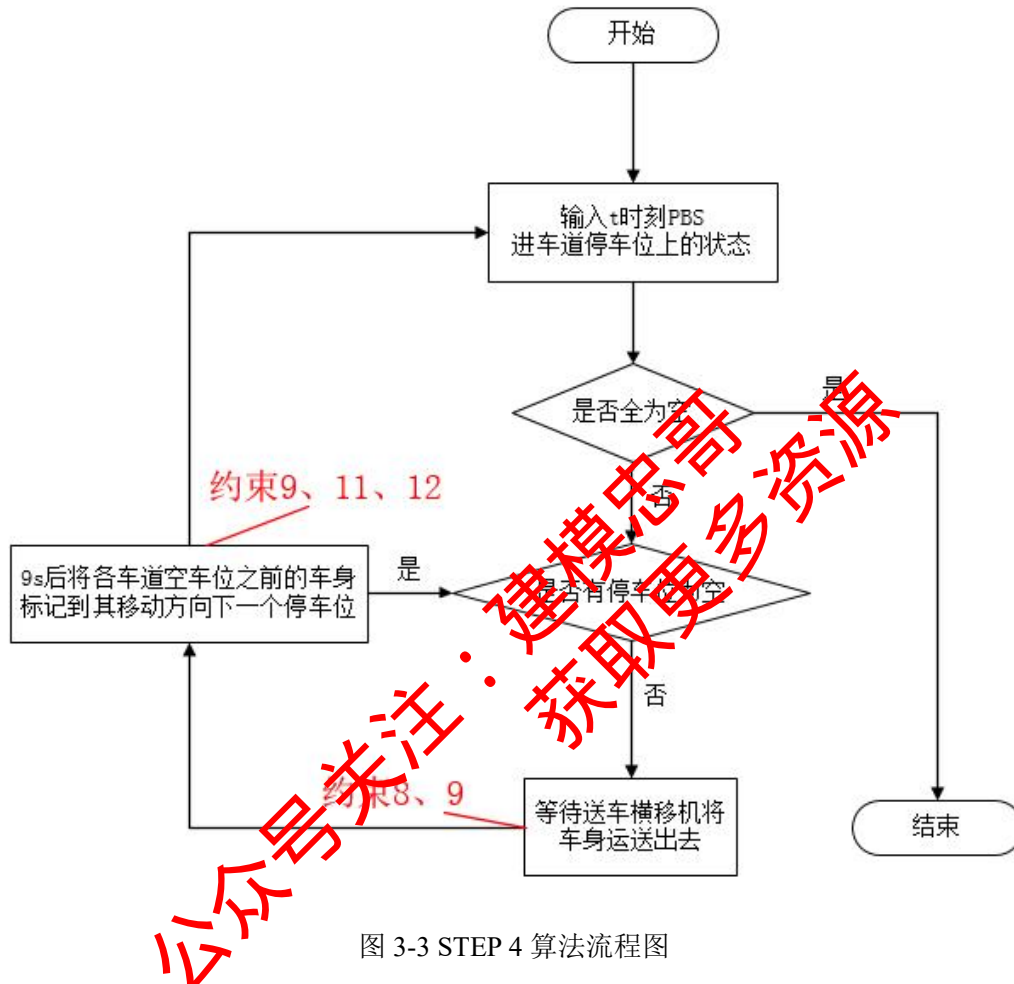 开始
输入t时刻PBS
进车道停车位上的状态
是否全为空
是
否
约束9、11、12
9s后将各车道空车位之前的车身
标记到其移动方向下一个停车位
是
是否有停车位为空
否
约束8、9
等待送车横移机将
车身运送出去
结束
公众号关注：建模忠哥
获取更多资源
图 3-3 STEP 4 算法流程图